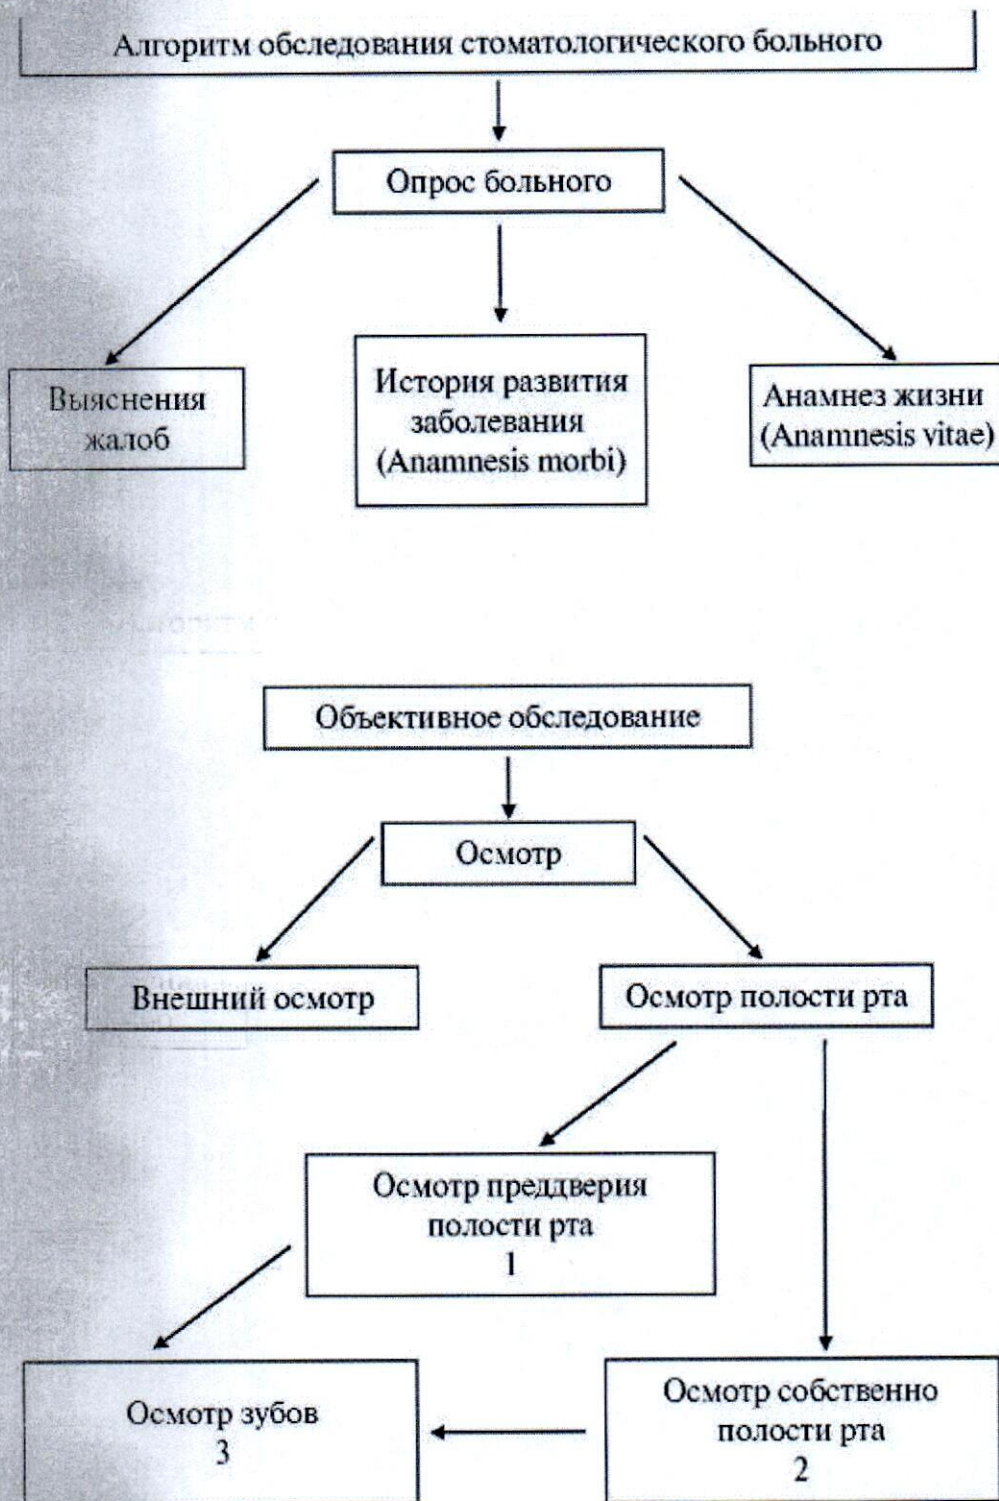 Алгоритм обследования стоматологического больного
Опрос больного
Выяснения
жалоб
История развития
заболевания
(Anamnesis morbi)
Анамнез жизни
(Anamnesis vitae)
Объективное обследование
Осмотр
Внешний осмотр
Осмотр полости рта
Осмотр преддверия
полости рта
1
Осмотр зубов
3
Осмотр собственно
полости рта
2